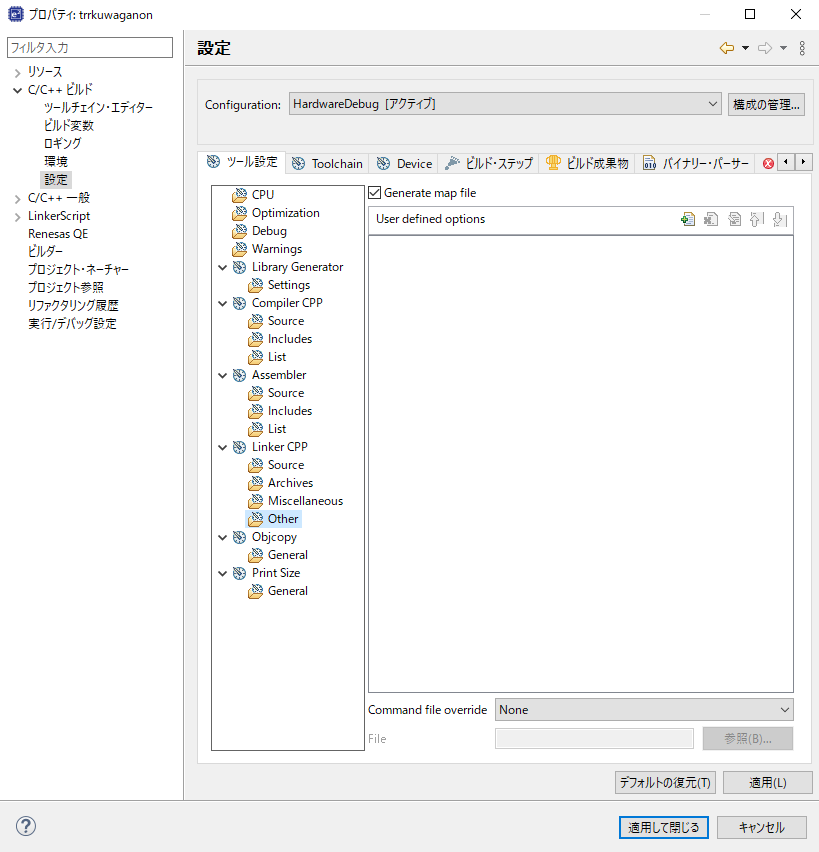 プロパティ: trrkuwaganon
フィルタ入力
リソース
C/C++ ビルド
ツールチェイン・エディター
ビルド変数
ロギング
環境
設定
C/C++ 一般
LinkerScript
Renesas QE
ビルダー
プロジェクト・ネーチャー
プロジェクト参照
リファクタリング履歴
実行/デバッグ設定
設定
Configuration:
HardwareDebug [アクティブ]
構成の管理...
ツール設定
Toolchain
Device
ビルド・ステップ
ビルド成果物
バイナリー・パーサー
CPU
Optimization
Debug
Warnings
Library Generator
Settings
Compiler CPP
Source
Includes
List
Assembler
Source
Includes
List
Linker CPP
Source
Archives
Miscellaneous
Other
Objcopy
General
Print Size
General
Generate map file
User defined options
Command file override
None
File
参照(B)...
デフォルトの復元(T)
適用(L)
適用して閉じる
キャンセル